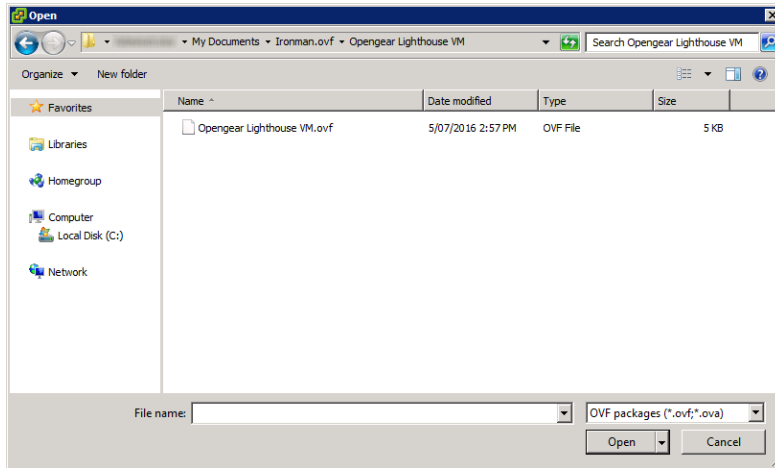 Open
My Documents Ironman.ovf Opengear Lighthouse VM Search Opengear Lighthouse VM
Organize New folder
Favorites Name Date modified Type Size
Opengear Lighthouse VM.ovf 5/07/2016 2:57 PM OVF File 5 KB
Libraries
Homegroup
Computer
Local Disk (C:)
Network
File name: OVF packages (*.ovf;*.ova)
Open Cancel